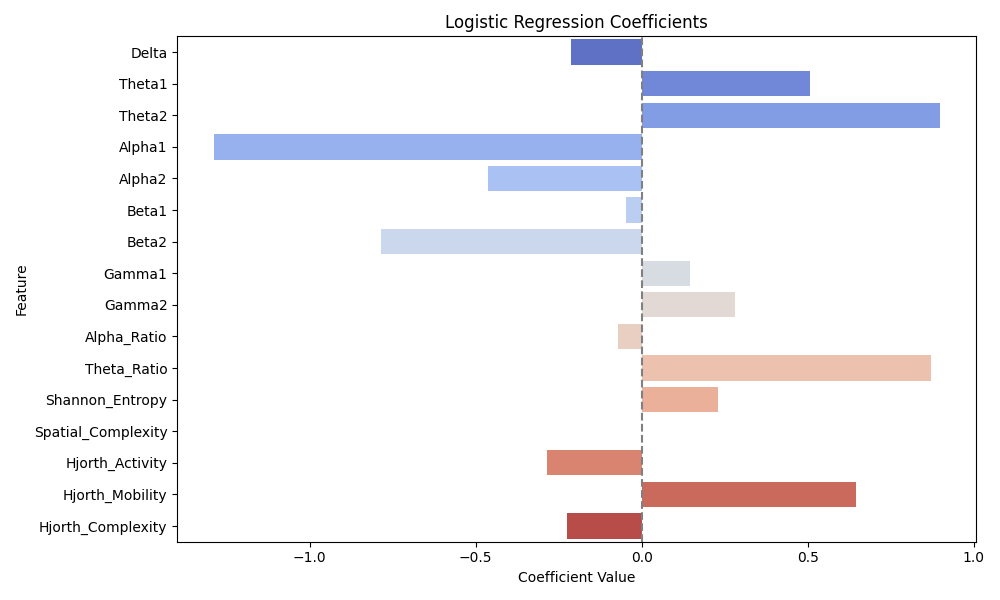 Logistic Regression Coefficients
Feature
Delta
Theta1
Theta2
Alpha1
Alpha2
Beta1
Beta2
Gamma1
Gamma2
Alpha_Ratio
Theta_Ratio
Shannon_Entropy
Spatial_Complexity
Hjorth_Activity
Hjorth_Mobility
Hjorth_Complexity
−1.0 −0.5 0.0 0.5 1.0
Coefficient Value